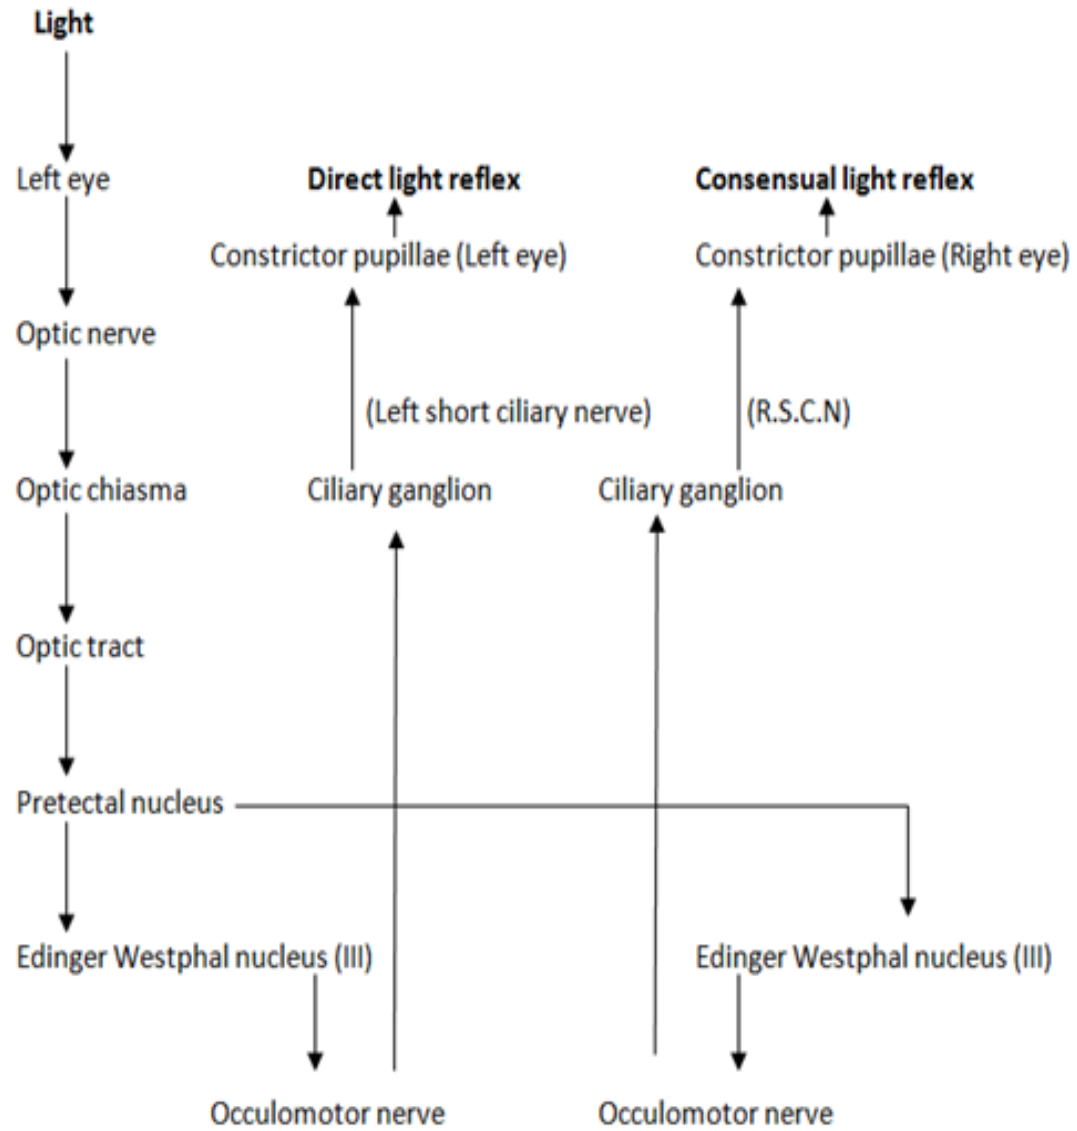 Light
Left eye
Direct light reflex
Consensual light reflex
Constrictor pupillae (Left eye)
Constrictor pupillae (Right eye)
Optic nerve
(Left short ciliary nerve)
(R.S.C.N)
Optic chiasma
Ciliary ganglion
Ciliary ganglion
Optic tract
Pretectal nucleus
Edinger Westphal nucleus (III)
Edinger Westphal nucleus (III)
Occulomotor nerve
Occulomotor nerve